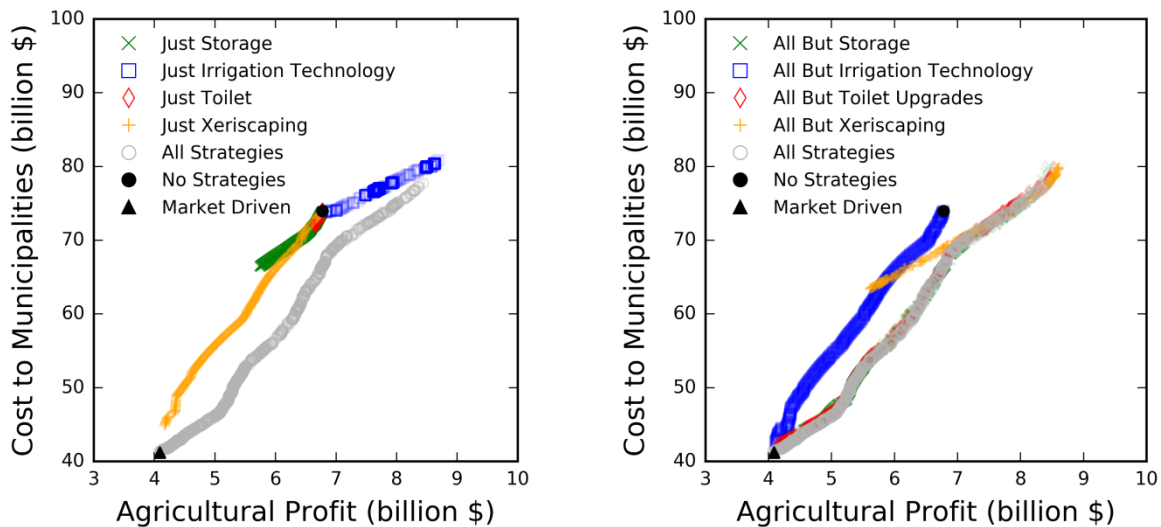 100
90
80
70
60
50
40
Cost to Municipalities (billion $)
Just Storage
Just Irrigation Technology
Just Toilet
Just Xeriscaping
All Strategies
No Strategies
Market Driven
3 4 5 6 7 8 9 10
Agricultural Profit (billion $)
100
90
80
70
60
50
40
Cost to Municipalities (billion $)
All But Storage
All But Irrigation Technology
All But Toilet Upgrades
All But Xeriscaping
All Strategies
No Strategies
Market Driven
3 4 5 6 7 8 9 10
Agricultural Profit (billion $)